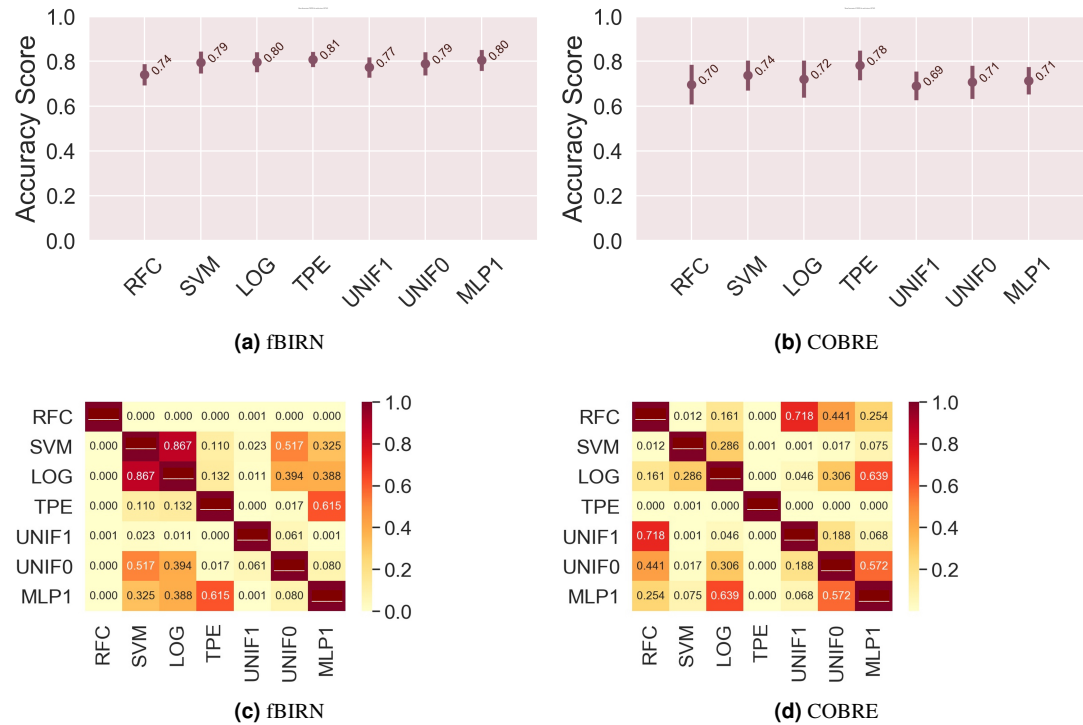 1.0
0.8
0.6
0.4
0.2
0.0
Accuracy Score
0.74
0.79
0.80
0.81
0.77
0.79
0.80
RFC
SVM
LOG
TPE
UNIF1
UNIF0
MLP1
(a) fBIRN
1.0
0.8
0.6
0.4
0.2
0.0
Accuracy Score
0.70
0.74
0.72
0.78
0.69
0.71
0.71
RFC
SVM
LOG
TPE
UNIF1
UNIF0
MLP1
(b) COBRE
RFC 0.000 0.000 0.000 0.001 0.000 0.000
SVM 0.000 0.867 0.110 0.023 0.517 0.325
LOG 0.000 0.867 0.132 0.011 0.394 0.388
TPE 0.000 0.110 0.132 0.000 0.017 0.615
UNIF1 0.001 0.023 0.011 0.000 0.061 0.001
UNIF0 0.000 0.517 0.394 0.017 0.061 0.080
MLP1 0.000 0.325 0.388 0.615 0.001 0.080
RFC
SVM
LOG
TPE
UNIF1
UNIF0
MLP1
1.0
0.8
0.6
0.4
0.2
0.0
(c) fBIRN
RFC 0.012 0.161 0.000 0.718 0.441 0.254
SVM 0.012 0.286 0.001 0.001 0.017 0.075
LOG 0.161 0.286 0.000 0.046 0.306 0.639
TPE 0.000 0.001 0.000 0.000 0.000 0.000
UNIF1 0.718 0.001 0.046 0.000 0.188 0.068
UNIF0 0.441 0.017 0.306 0.000 0.188 0.572
MLP1 0.254 0.075 0.639 0.000 0.068 0.572
RFC
SVM
LOG
TPE
UNIF1
UNIF0
MLP1
1.0
0.8
0.6
0.4
0.2
(d) COBRE